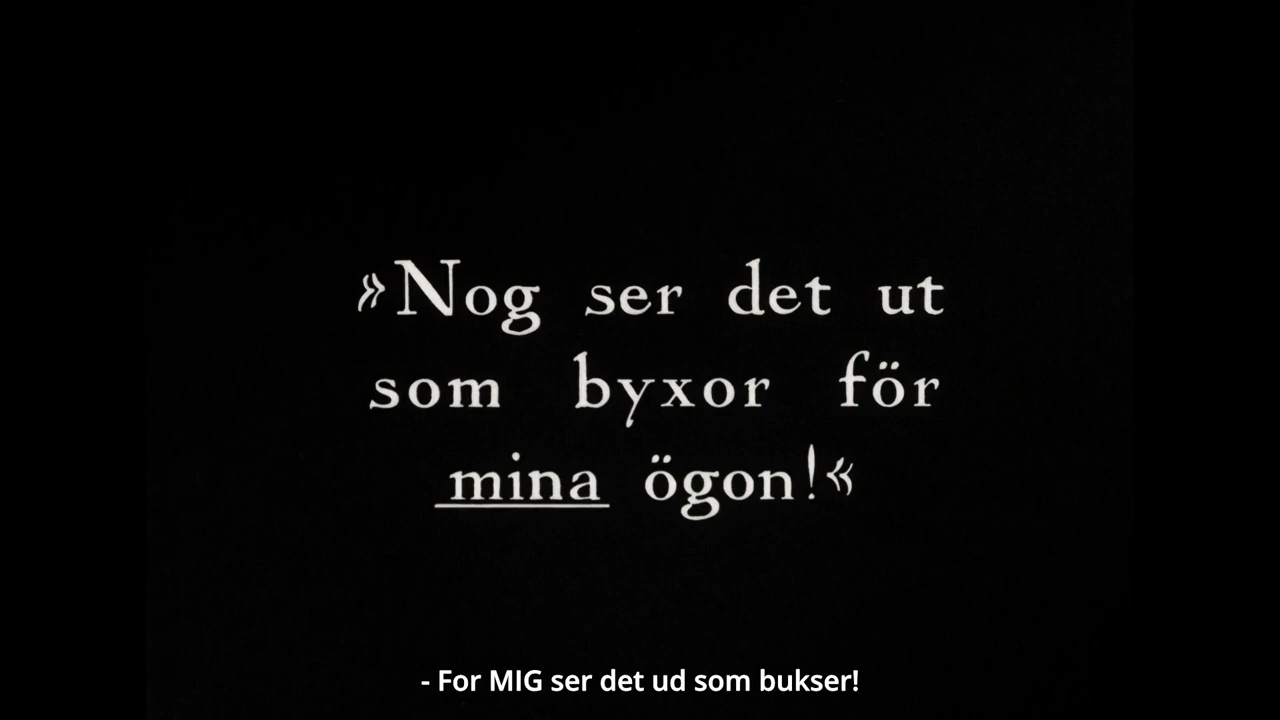 »Nog ser det ut
som byxor för
mina ögon!«
- For MIG ser det ud som bukser!